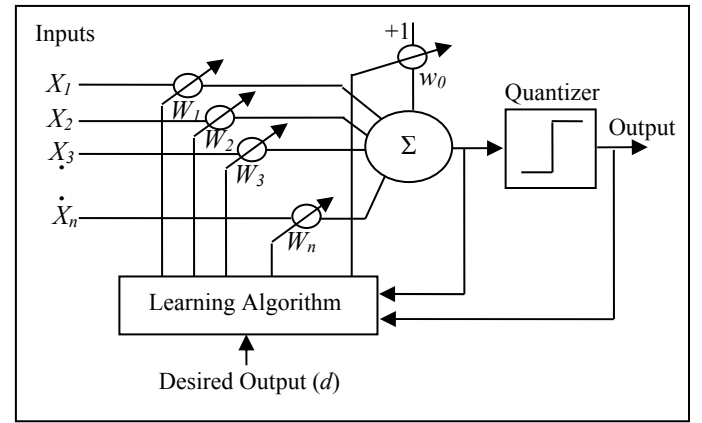 Inputs
+1
w0
X1
W1
X2
W2
X3
W3
Xn
Wn
Σ
Quantizer
Output
Learning Algorithm
Desired Output (d)